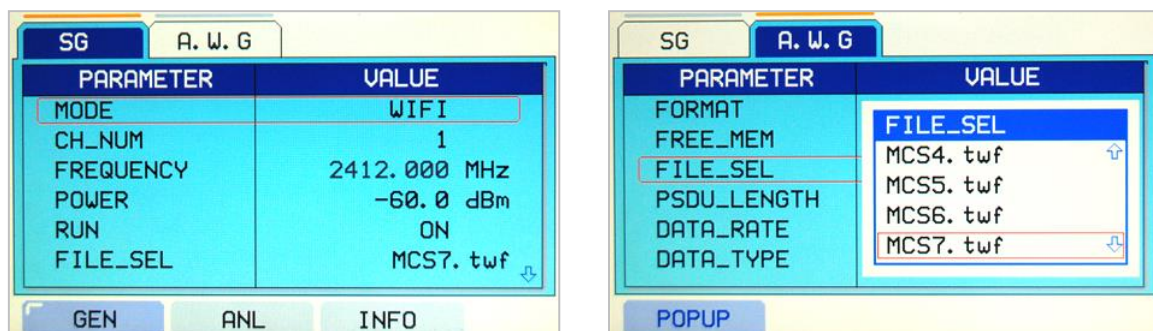 SG A.W.G
PARAMETER VALUE
MODE WIFI
CH_NUM 1
FREQUENCY 2412.000 MHz
POWER -60.0 dBm
RUN ON
FILE_SEL MCS7.twf
GEN ANL INFO
SG A.W.G
PARAMETER VALUE
FORMAT
FREE_MEM
FILE_SEL
PSDU_LENGTH
DATA_RATE
DATA_TYPE
FILE_SEL
MCS4.twf
MCS5.twf
MCS6.twf
MCS7.twf
POPUP